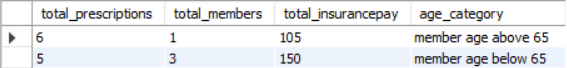 total_prescriptions total_members total_insurancepay age_category
6 1 105 member age above 65
5 3 150 member age below 65